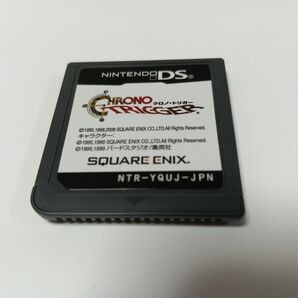 NINTENDO DS
CHRONO
クロノ・トリガー
TRIGGER
©1995,1999,2008 SQUARE ENIX CO.,LTD.All Rights Reserved.
キャラクター:
©1995,1999 SQUARE ENIX CO.,LTD.All Rights Reserved.
©1995,1999 バードスタジオ/集英社
SQUARE ENIX.
NTR-YQUJ-JPN